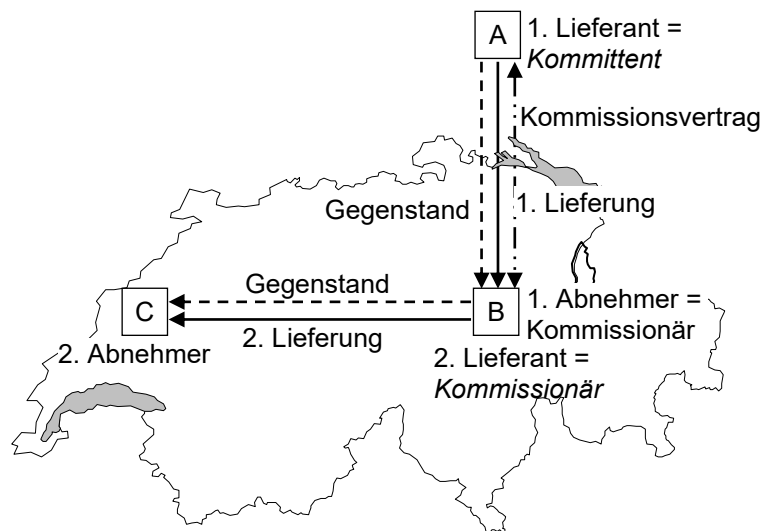 A
1. Lieferant =
Kommittent
Kommissionsvertrag
Gegenstand
1. Lieferung
Gegenstand
C
B
1. Abnehmer =
Kommissionär
2. Lieferung
2. Abnehmer
2. Lieferant =
Kommissionär